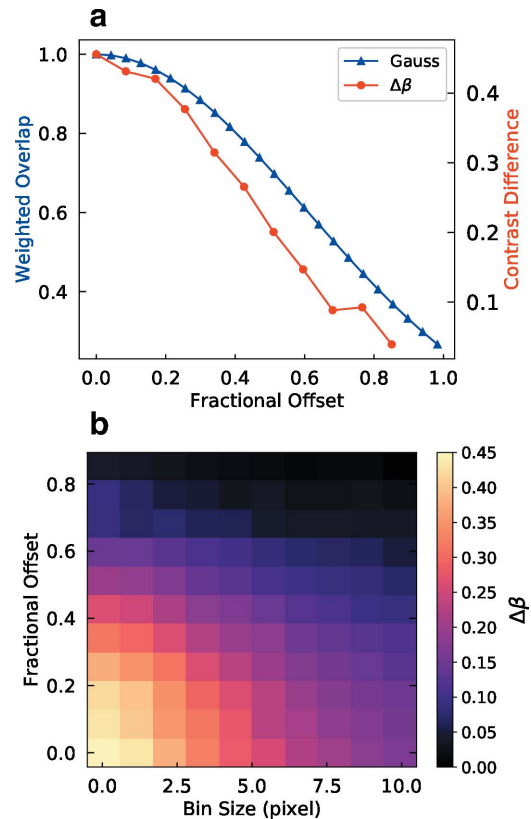 a
Weighted Overlap
1.0
0.8
0.6
0.4
Gauss
Δβ
0.4
0.3
0.2
0.1
Contrast Difference
0.0 0.2 0.4 0.6 0.8 1.0
Fractional Offset
b
Fractional Offset
0.8
0.6
0.4
0.2
0.0
0.0 2.5 5.0 7.5 10.0
Bin Size (pixel)
0.45
0.40
0.35
0.30
0.25
0.20
0.15
0.10
0.05
0.00
Δβ